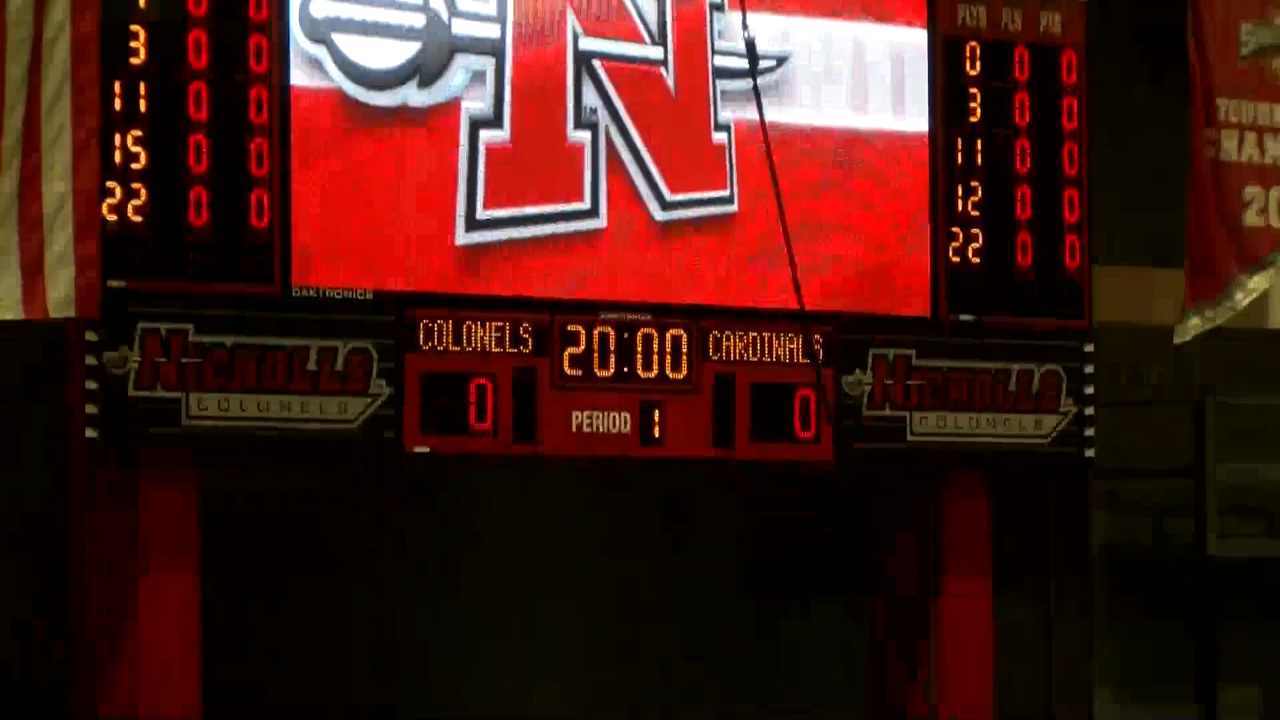 PLYR FLS PTS
3 0 0
11 0 0
15 0 0
22 0 0
0 0 0
3 0 0
11 0 0
12 0 0
22 0 0
N
TM
DAKTRONICS
NICHOLLS
COLONELS
COLONELS 20:00 CARDINALS
0 PERIOD 1 0
NICHOLLS
COLONELS